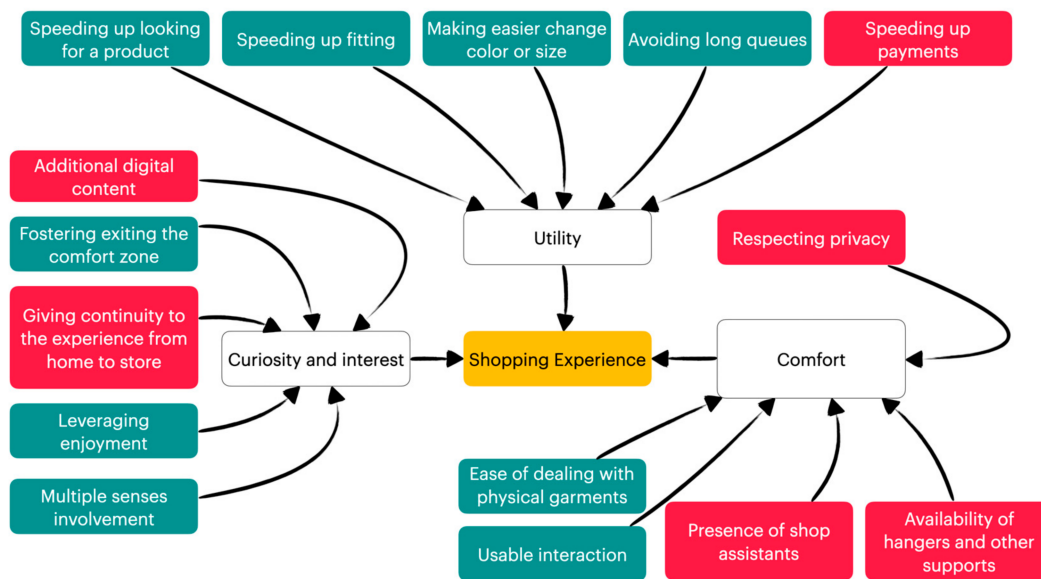 Speeding up looking
for a product
Speeding up fitting
Making easier change
color or size
Avoiding long queues
Speeding up
payments
Additional digital
content
Fostering exiting the
comfort zone
Giving continuity to
the experience from
home to store
Leveraging
enjoyment
Multiple senses
involvement
Utility
Respecting privacy
Curiosity and interest
Shopping Experience
Comfort
Ease of dealing with
physical garments
Usable interaction
Presence of shop
assistants
Availability of
hangers and other
supports